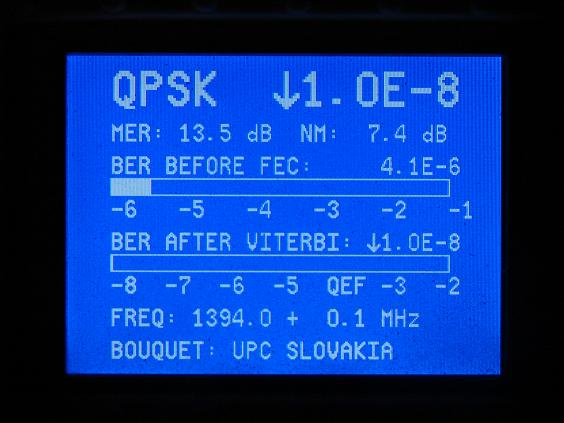 QPSK ↓1.0E-8
MER: 13.5 dB NM: 7.4 dB
BER BEFORE FEC: 4.1E-6
-6 -5 -4 -3 -2 -1
BER AFTER VITERBI: ↓1.0E-8
-8 -7 -6 -5 QEF -3 -2
FREQ: 1394.0 + 0.1 MHz
BOUQUET: UPC SLOVAKIA